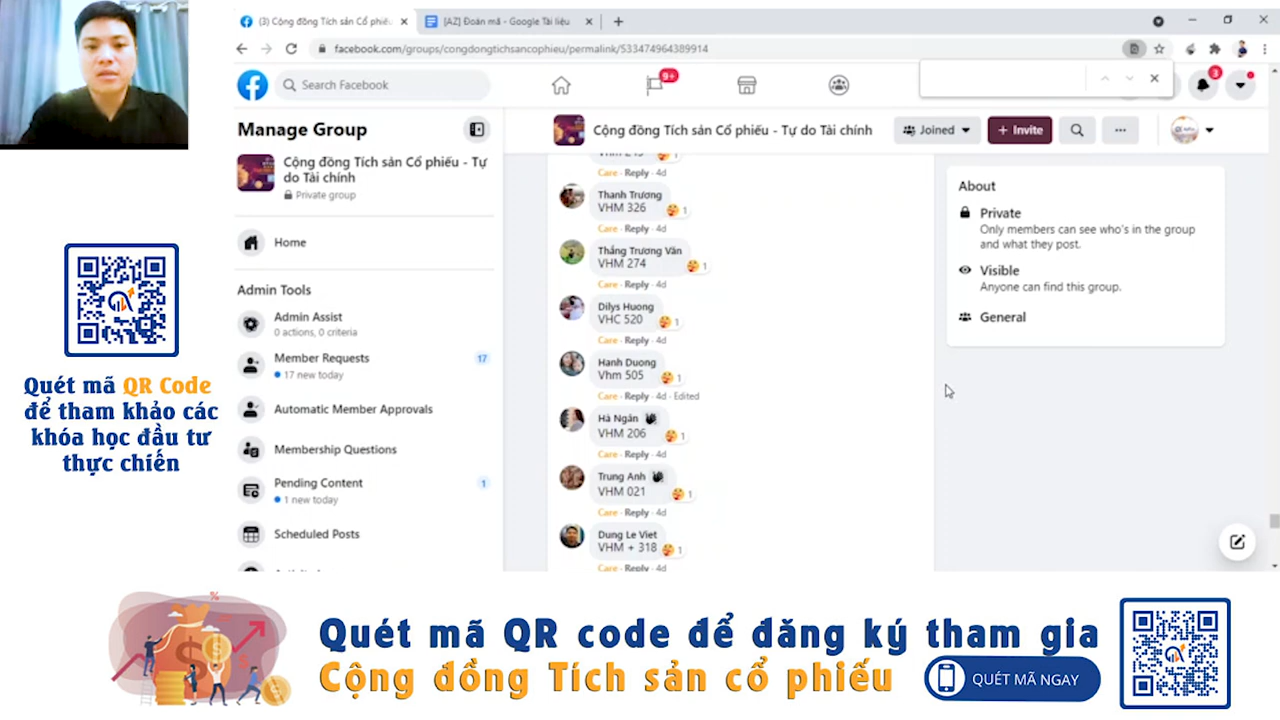 (3) Cộng đồng Tích sản Cổ phiếu
[AZ] Đoán mã - Google Tài liệu
facebook.com/groups/congdongtichsancophieu/permalink/533474964389914
Search Facebook
9+
3
Manage Group
Cộng đồng Tích sản Cổ phiếu - Tự
do Tài chính
Private group
Home
Admin Tools
Admin Assist
0 actions, 0 criteria
Member Requests
17
17 new today
Automatic Member Approvals
Membership Questions
Pending Content
1
1 new today
Scheduled Posts
Cộng đồng Tích sản Cổ phiếu - Tự do Tài chính
Joined
+ Invite
Care · Reply · 4d
Thanh Trương
VHM 326
1
Care · Reply · 4d
Thắng Trương Văn
VHM 274
1
Care · Reply · 4d
Dilys Huong
VHC 520
1
Care · Reply · 4d
Hanh Duong
Vhm 505
1
Care · Reply · 4d · Edited
Hà Ngân
VHM 206
1
Care · Reply · 4d
Trung Anh
VHM 021
1
Care · Reply · 4d
Dung Le Viet
VHM + 318
1
Care · Reply · 4d
About
Private
Only members can see who's in the group
and what they post.
Visible
Anyone can find this group.
General
Quét mã QR Code
để tham khảo các
khóa học đầu tư
thực chiến
Quét mã QR code để đăng ký tham gia
Cộng đồng Tích sản cổ phiếu
QUÉT MÃ NGAY